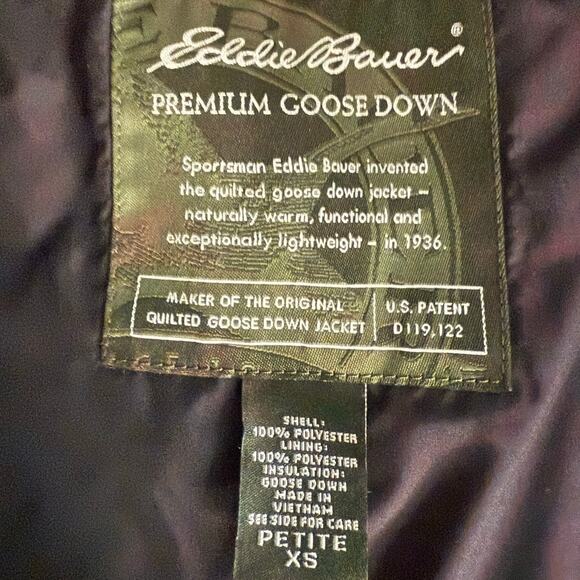 Eddie Bauer®
PREMIUM GOOSE DOWN
Sportsman Eddie Bauer invented
the quilted goose down jacket –
naturally warm, functional and
exceptionally lightweight – in 1936.
MAKER OF THE ORIGINAL
QUILTED GOOSE DOWN JACKET
U.S. PATENT
D119,122
SHELL:
100% POLYESTER
LINING:
100% POLYESTER
INSULATION:
GOOSE DOWN
MADE IN
VIETNAM
SEE SIDE FOR CARE
PETITE
XS